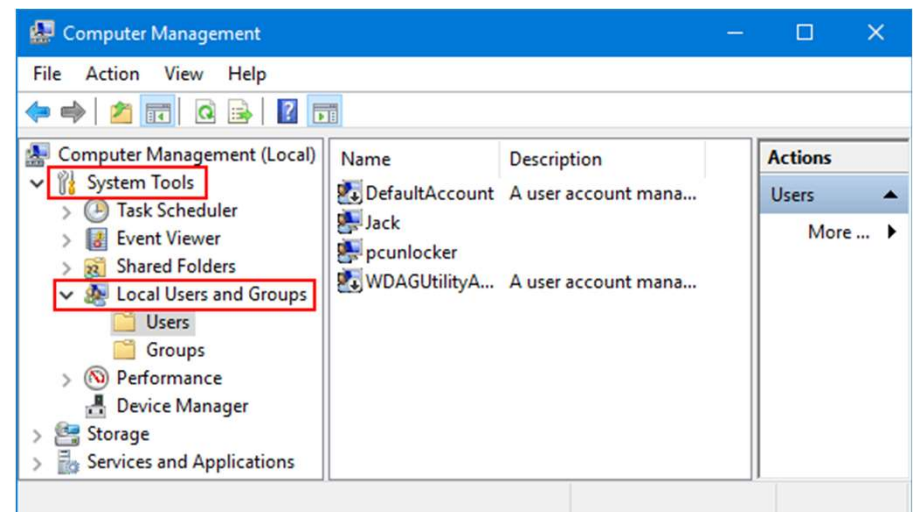 Computer Management
File Action View Help
Computer Management (Local)
System Tools
Task Scheduler
Event Viewer
Shared Folders
Local Users and Groups
Users
Groups
Performance
Device Manager
Storage
Services and Applications
Name Description
DefaultAccount A user account mana...
Jack
pcunlocker
WDAGUtilityA... A user account mana...
Actions
Users
More ...